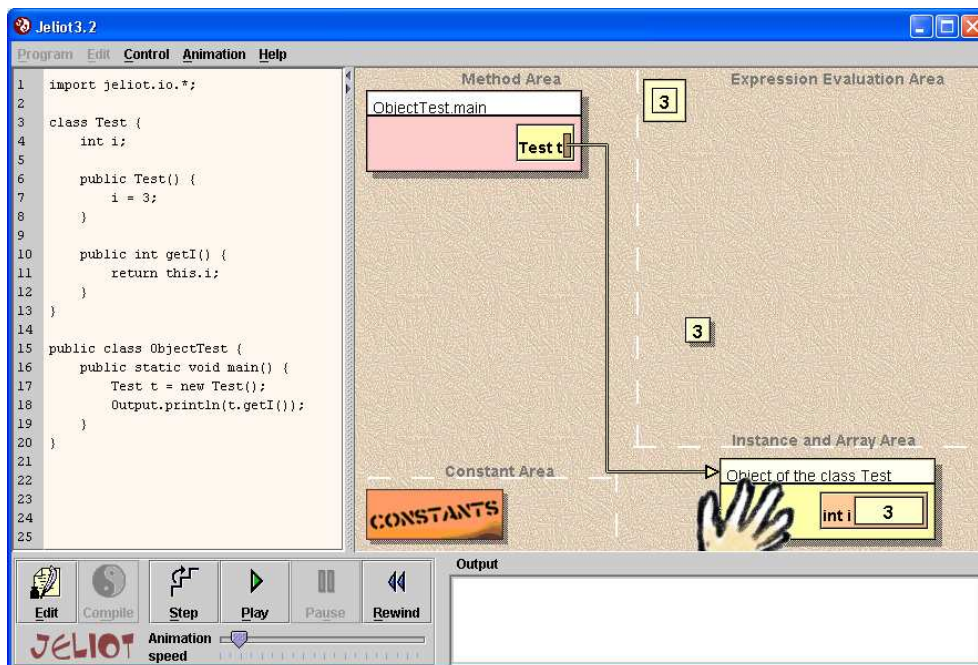 Jeliot3.2
Program Edit Control Animation Help
1 import jeliot.io.*;
2
3 class Test {
4 int i;
5
6 public Test() {
7 i = 3;
8 }
9
10 public int getI() {
11 return this.i;
12 }
13 }
14
15 public class ObjectTest {
16 public static void main() {
17 Test t = new Test();
18 Output.println(t.getI());
19 }
20 }
21
22
23
24
25
Method Area
ObjectTest.main
Test t
Expression Evaluation Area
3
3
Constant Area
CONSTANTS
Instance and Array Area
Object of the class Test
int i 3
Edit Compile Step Play Pause Rewind
JELIOT
Animation
speed
Output